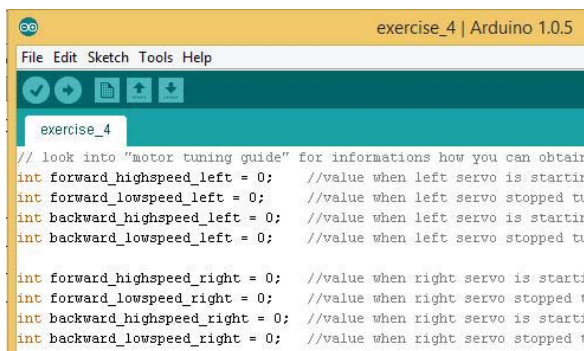 exercise_4 | Arduino 1.0.5
File Edit Sketch Tools Help
exercise_4
// look into "motor tuning guide" for informations how you can obtain
int forward_highspeed_left = 0; //value when left servo is startin
int forward_lowspeed_left = 0; //value when left servo stopped tu
int backward_highspeed_left = 0; //value when left servo is startin
int backward_lowspeed_left = 0; //value when left servo stopped tu
int forward_highspeed_right = 0; //value when right servo is starti
int forward_lowspeed_right = 0; //value when right servo stopped t
int backward_highspeed_right = 0; //value when right servo is starti
int backward_lowspeed_right = 0; //value when right servo stopped t